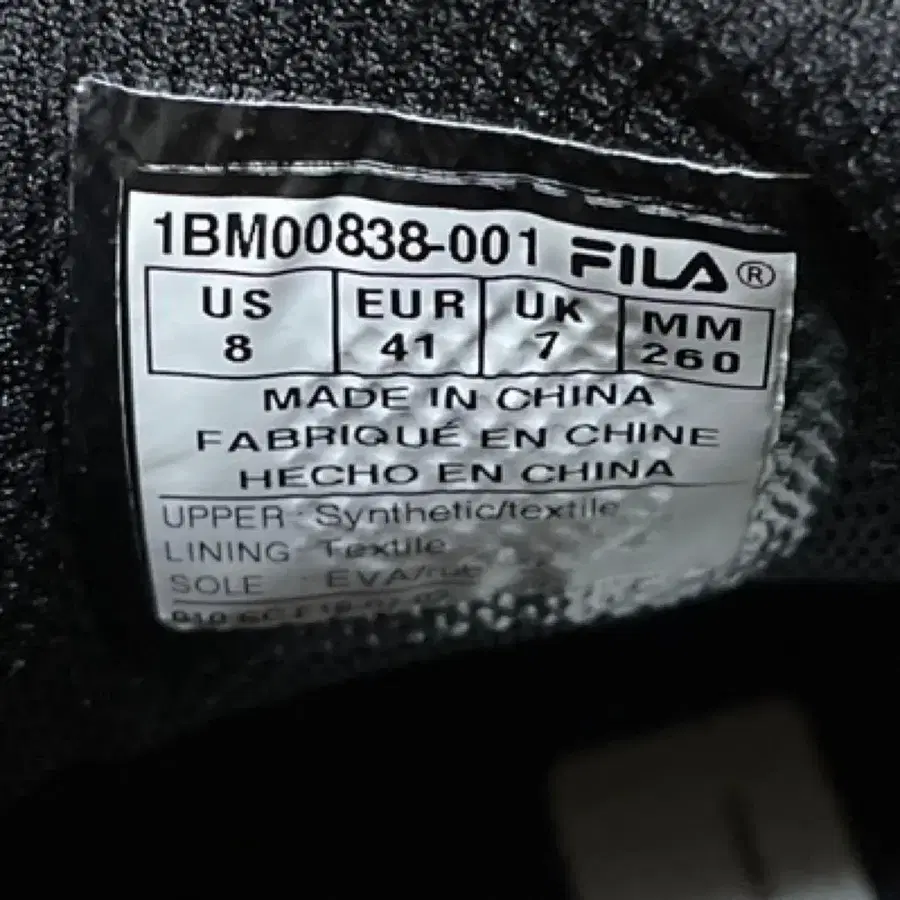 1BM00838-001 FILA®
US EUR UK MM
8 41 7 260
MADE IN CHINA
FABRIQUÉ EN CHINE
HECHO EN CHINA
UPPER : Synthetic/textile
LINING : Textile
SOLE : EVA/